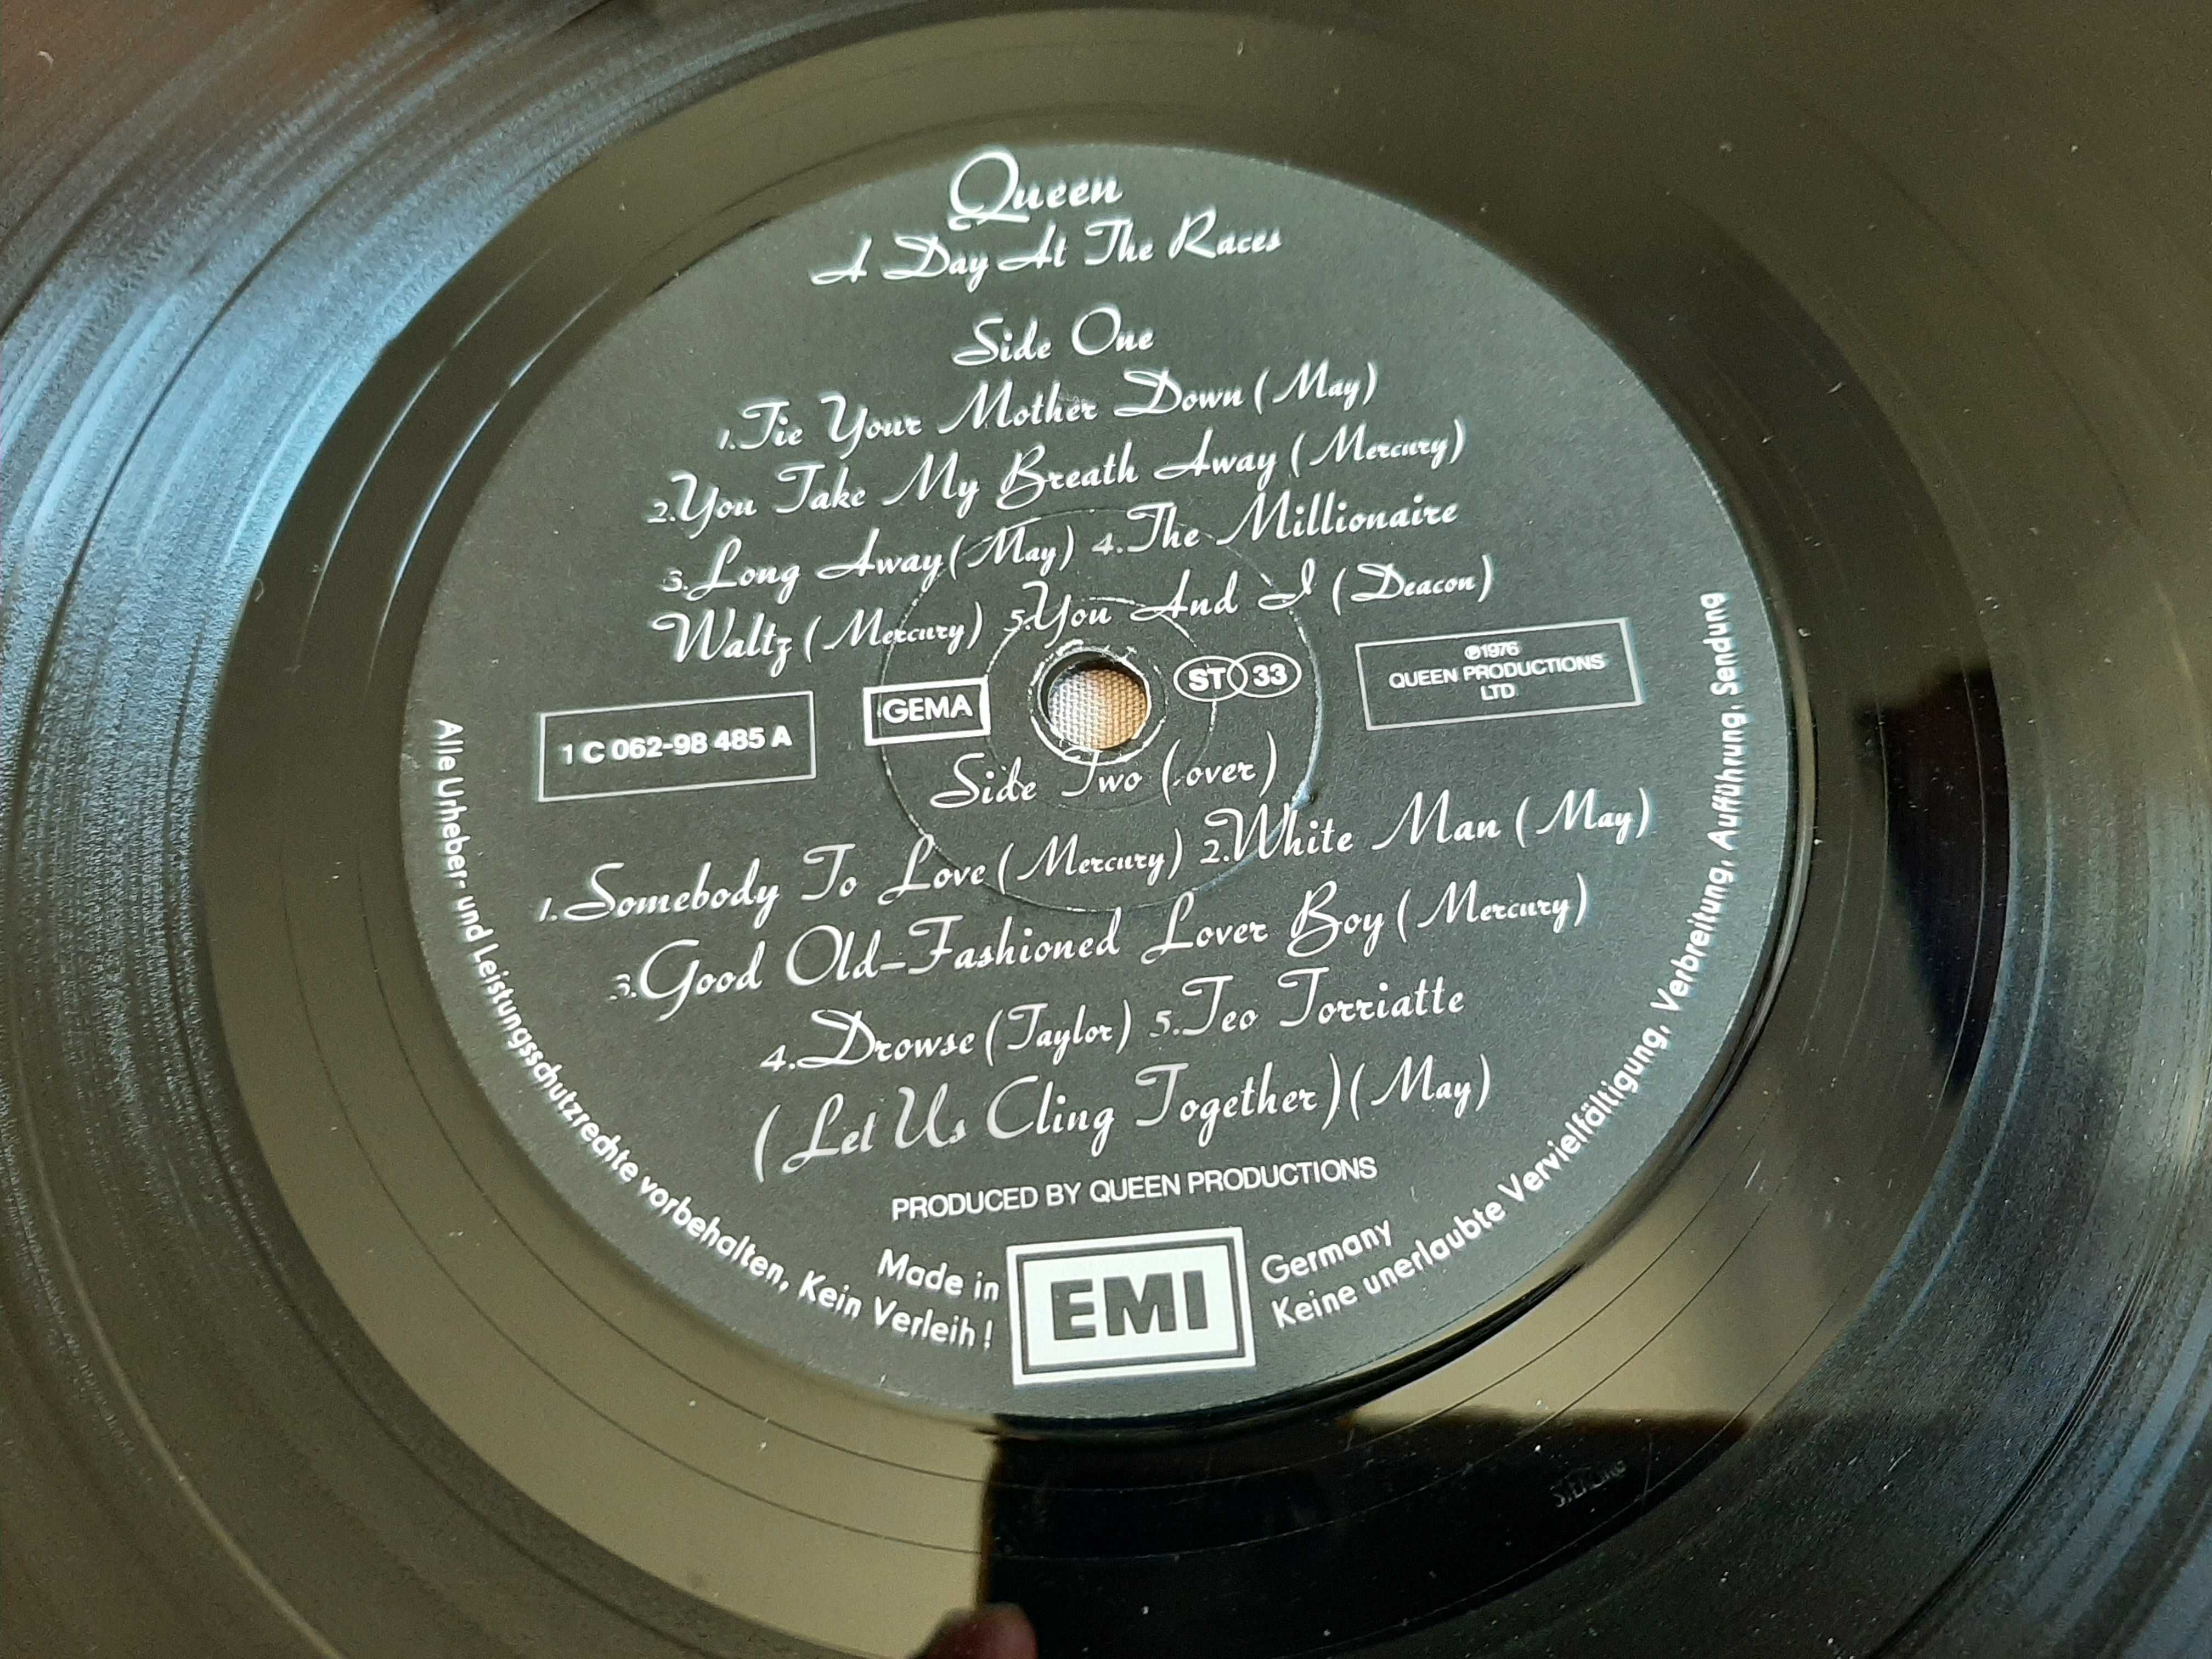 Queen
A Day At The Races
Side One
1.Tie Your Mother Down (May)
2.You Take My Breath Away (Mercury)
3.Long Away (May) 4.The Millionaire
Waltz (Mercury) 5.You And I (Deacon)
1 C 062-98 485 A
GEMA
ST 33
℗1976
QUEEN PRODUCTIONS
LTD
Side Two (over)
1.Somebody To Love (Mercury) 2.White Man (May)
3.Good Old-Fashioned Lover Boy (Mercury)
4.Drowse (Taylor) 5.Teo Torriatte
(Let Us Cling Together) (May)
PRODUCED BY QUEEN PRODUCTIONS
Made in
EMI
Germany
Alle Urheber- und Leistungsschutzrechte vorbehalten, Kein Verleih!
Keine unerlaubte Vervielfältigung, Verbreitung, Aufführung, Sendung